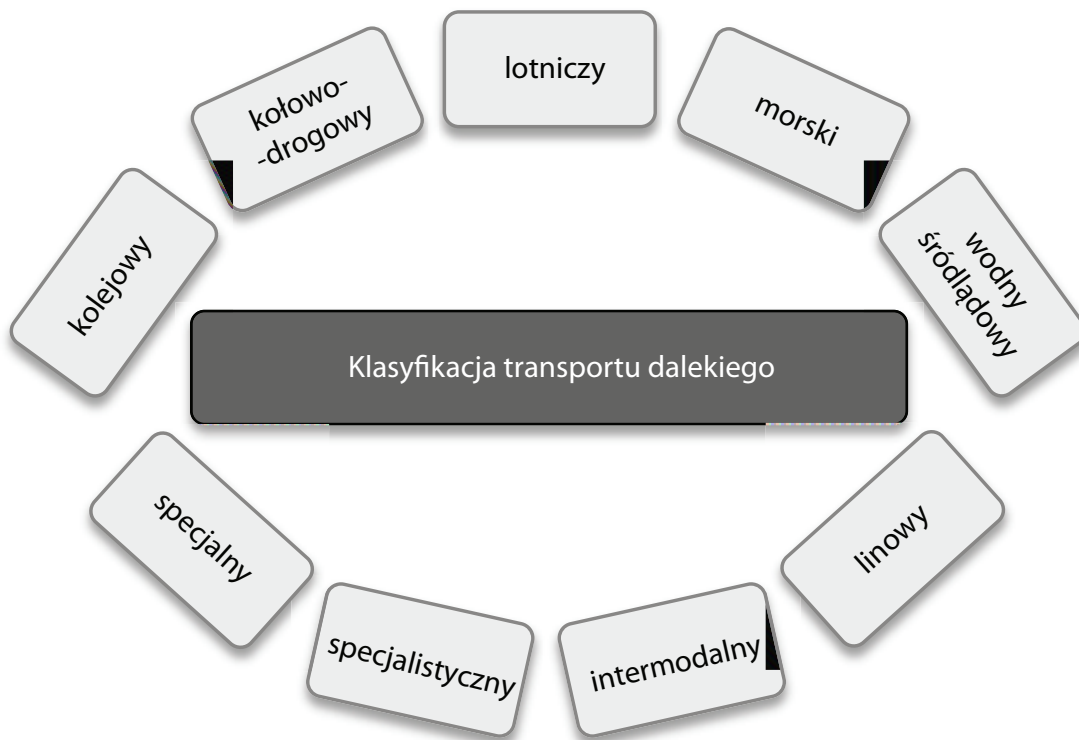 lotniczy
kołowo-
-drogowy
morski
kolejowy
wodny
śródlądowy
Klasyfikacja transportu dalekiego
specjalny
linowy
specjalistyczny
intermodalny